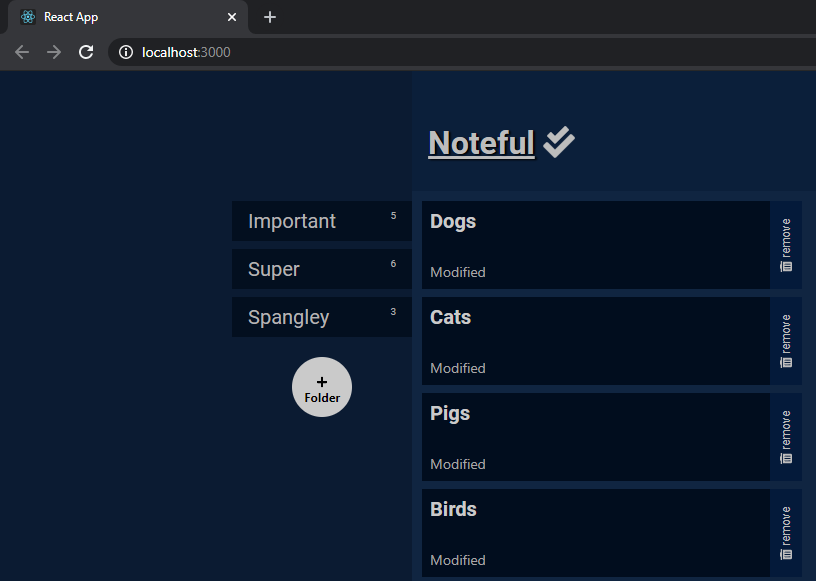 React App
localhost:3000
Noteful
Important 5
Super 6
Spangley 3
+
Folder
Dogs
Modified
remove
Cats
Modified
remove
Pigs
Modified
remove
Birds
Modified
remove